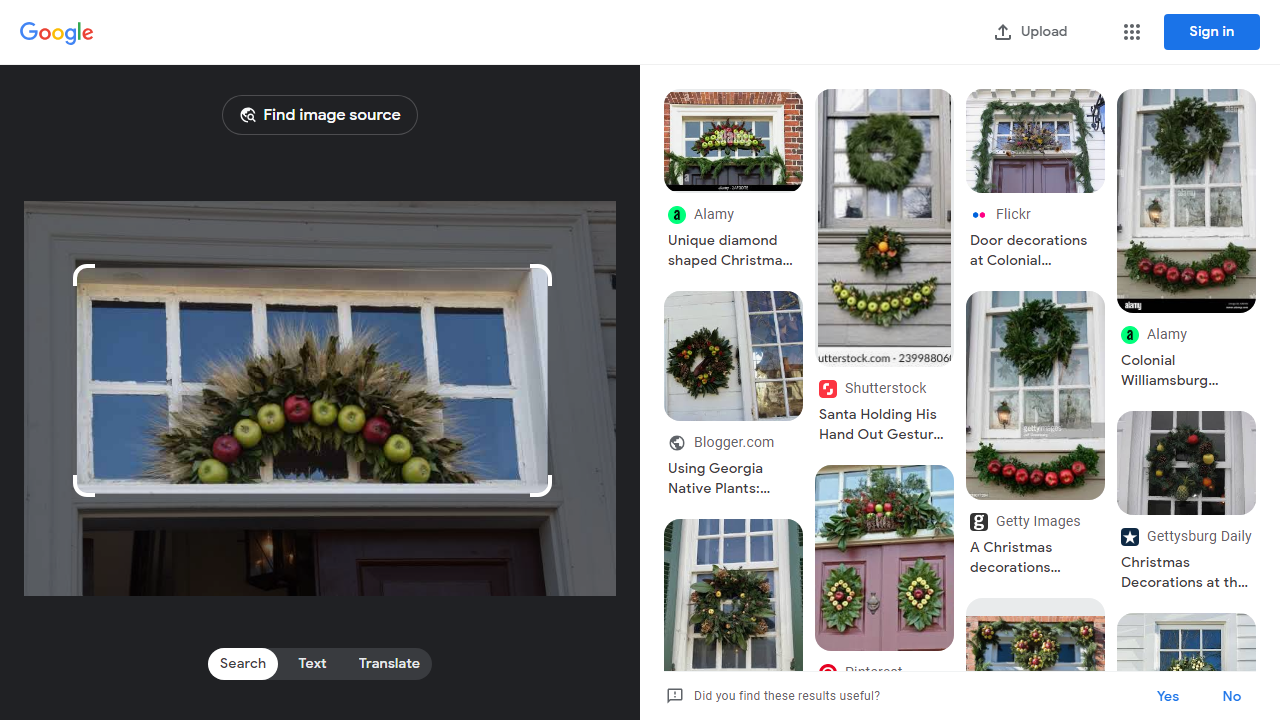 Google
Upload
Sign in
Find image source
Search
Text
Translate
Alamy
Unique diamond
shaped Christma...
Blogger.com
Using Georgia
Native Plants:...
utterstock.com - 239988060
Shutterstock
Santa Holding His
Hand Out Gestur...
Pinterest
Flickr
Door decorations
at Colonial...
gettyimages
Getty Images
A Christmas
decorations...
alamy
alamy
Alamy
Colonial
Williamsburg...
Gettysburg Daily
Christmas
Decorations at th...
Did you find these results useful?
Yes
No